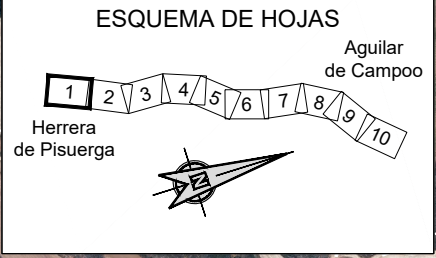 ESQUEMA DE HOJAS
Aguilar
de Campoo
1 2 3 4 5 6 7 8 9 10
Herrera
de Pisuerga
N